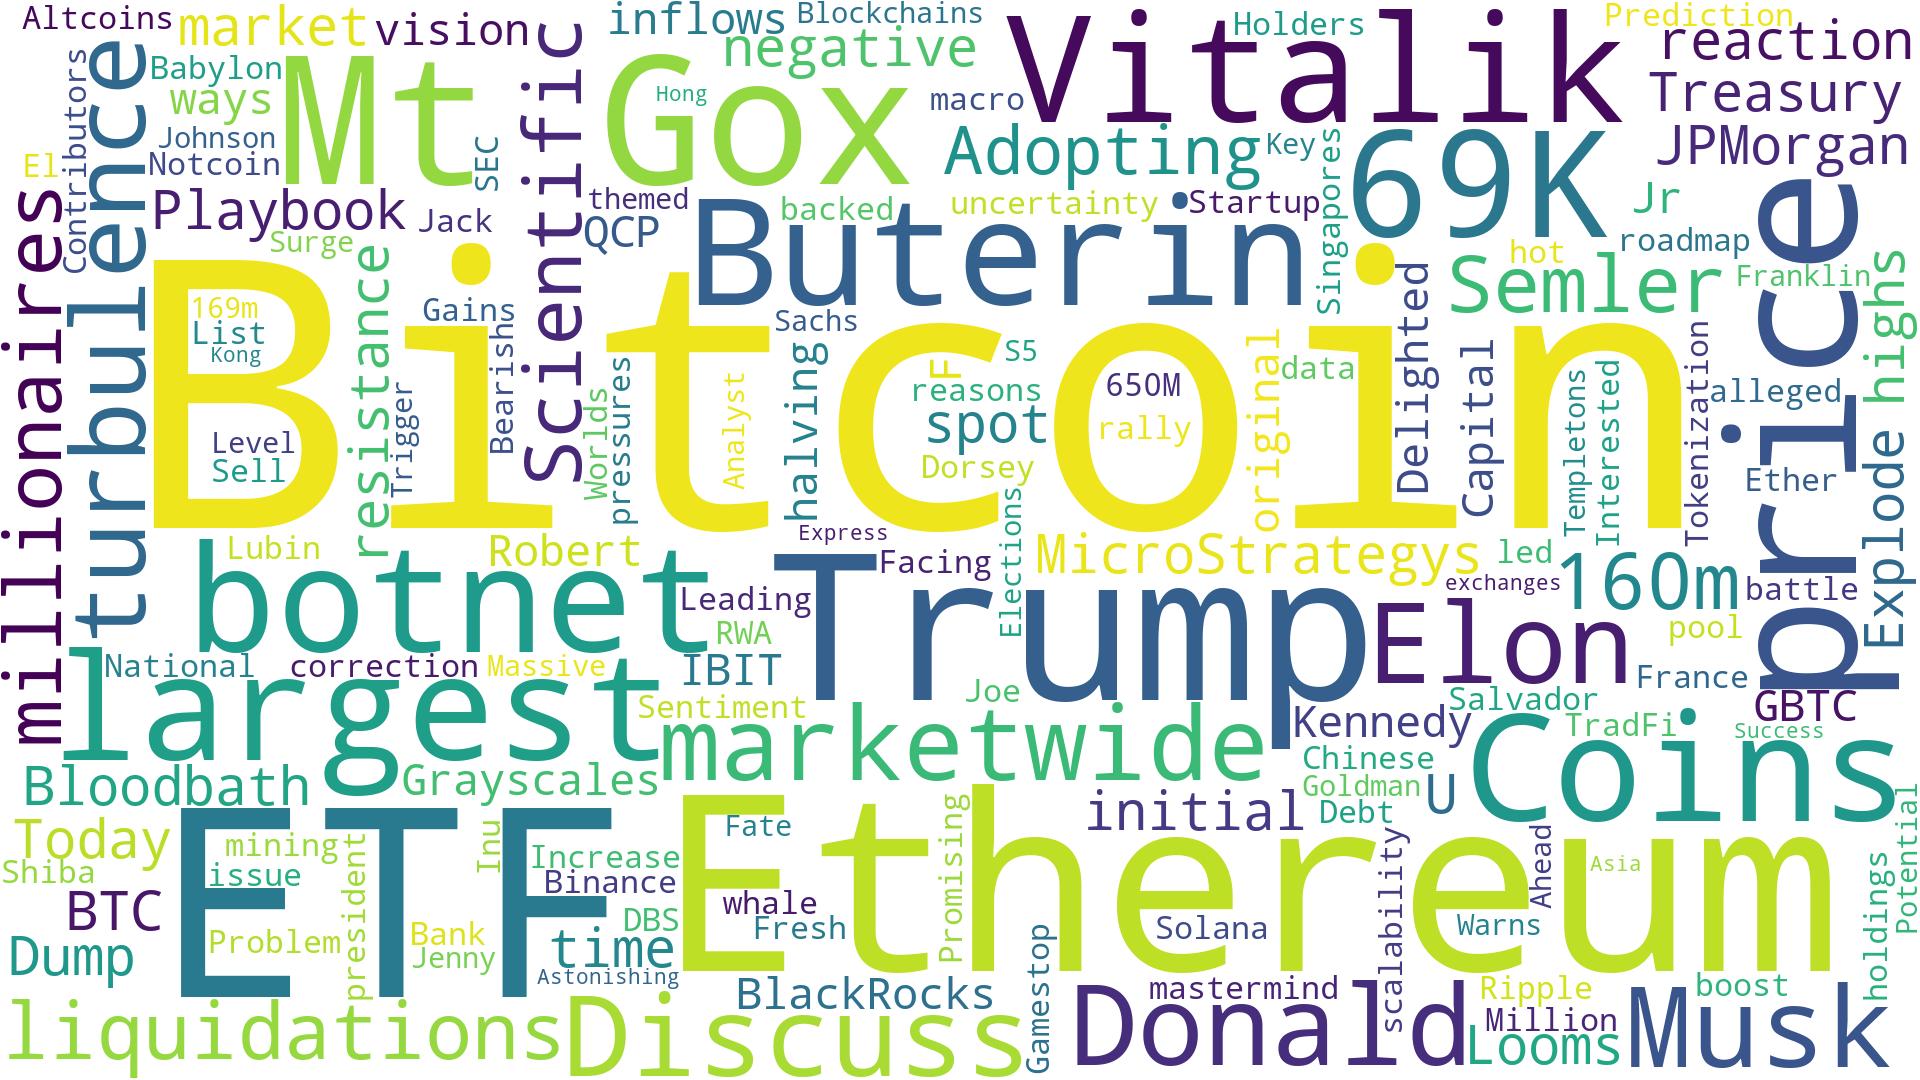 Altcoins
market
vision
inflows
Blockchains
Vitalik
Holders
Prediction
reaction
Contributors
turbulence
Babylon
Mt
Scientific
Gox
negative
Hong
macro
Treasury
ways
Johnson
SEC
Adopting
Key
69K
JPMorgan
El
Notcoin
millionaires
Playbook
Jack
themed
QCP
backed
Buterin
uncertainty
Startup
Singapores
Jr
roadmap
price
Surge
resistance
hot
Semler
Franklin
Explode
highs
Bitcoin
169m
List
Kong
Gains
Bearish
Sachs
halving
F
S5
reasons
spot
650M
rally
original
data
Delighted
Capital
Templetons
Interested
Tokenization
alleged
Trigger
Worlds
pressures
Analyst
Level
Sell
Dorsey
Elections
Ether
Lubin
Robert
Express
Facing
MicroStrategys
led
exchanges
160m
battle
botnet
Leading
RWA
Trump
Elon
pool
National
correction
Massive
IBIT
Joe
Salvador
France
GBTC
largest
Sentiment
marketwide
Kennedy
TradFi
Success
Coins
Chinese
Goldman
Debt
U
Bloodbath
Grayscales
initial
Today
mining
president
Inu
Fate
Ethereum
Promising
scalability
Ahead
Asia
Potential
holdings
Shiba
issue
ETF
Increase
Binance
whale
BTC
DBS
Fresh
Solana
Warns
Dump
Problem
Bank
Jenny
time
Astonishing
Gamestop
liquidations
Discuss
BlackRocks
mastermind
Donald
Ripple
Million
Looms
boost
Musk